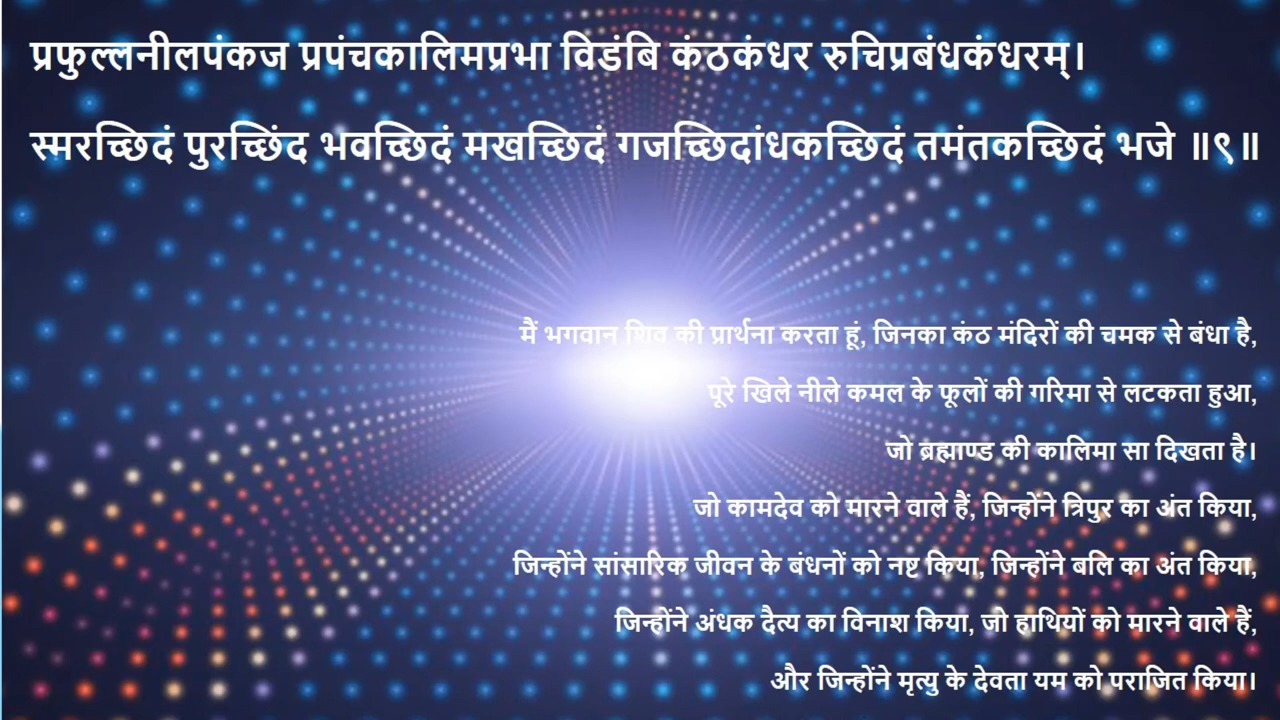 प्रफुल्लनीलपंकज प्रपंचकालिमप्रभा विडंबि कंठकंधर रुचिप्रबंधकंधरम्।
स्मरच्छिदं पुरच्छिंद भवच्छिदं मखच्छिदं गजच्छिदांधकच्छिदं तमंतकच्छिदं भजे ॥९॥
मैं भगवान शिव की प्रार्थना करता हूं, जिनका कंठ मंदिरों की चमक से बंधा है,
पूरे खिले नीले कमल के फूलों की गरिमा से लटकता हुआ,
जो ब्रह्माण्ड की कालिमा सा दिखता है।
जो कामदेव को मारने वाले हैं, जिन्होंने त्रिपुर का अंत किया,
जिन्होंने सांसारिक जीवन के बंधनों को नष्ट किया, जिन्होंने बलि का अंत किया,
जिन्होंने अंधक दैत्य का विनाश किया, जो हाथियों को मारने वाले हैं,
और जिन्होंने मृत्यु के देवता यम को पराजित किया।